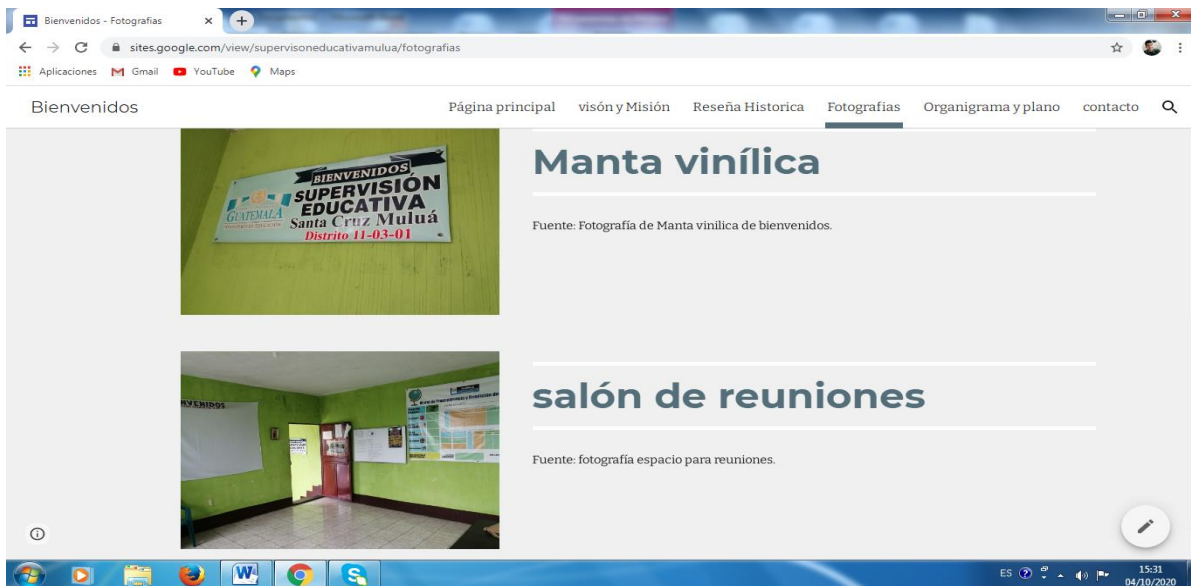 Bienvenidos - Fotografias
sites.google.com/view/supervisoneducativamulua/fotografias
Aplicaciones Gmail YouTube Maps
Bienvenidos Página principal visón y Misión Reseña Historica Fotografias Organigrama y plano contacto
BIENVENIDOS
SUPERVISIÓN
EDUCATIVA
GUATEMALA
Santa Cruz Muluá
Distrito 11-03-01
Manta vinílica
Fuente: Fotografía de Manta vinilica de bienvenidos.
salón de reuniones
Fuente: fotografía espacio para reuniones.
ES
15:31
04/10/2020